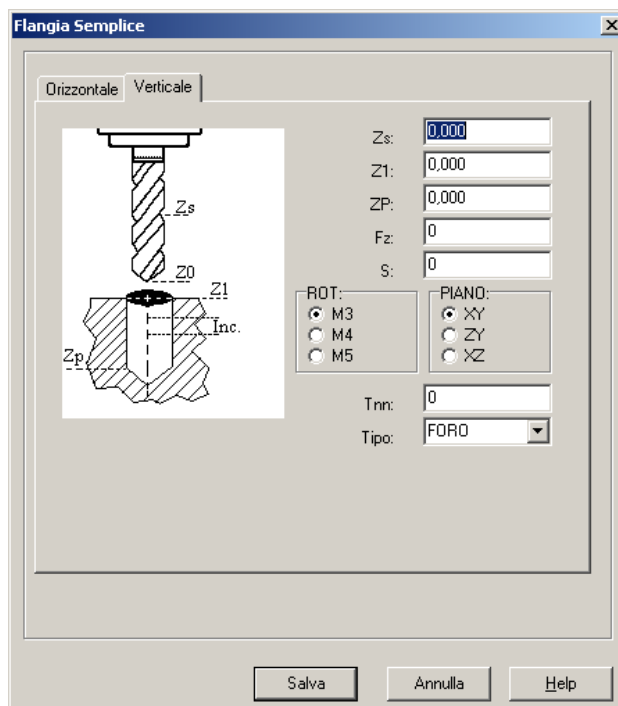 Flangia Semplice
Orizzontale Verticale
Zs
Z0
Z1
Inc.
Zp
Zs: 0,000
Z1: 0,000
ZP: 0,000
Fz: 0
S: 0
ROT: PIANO:
M3 XY
M4 ZY
M5 XZ
Tnn: 0
Tipo: FORO
Salva Annulla Help